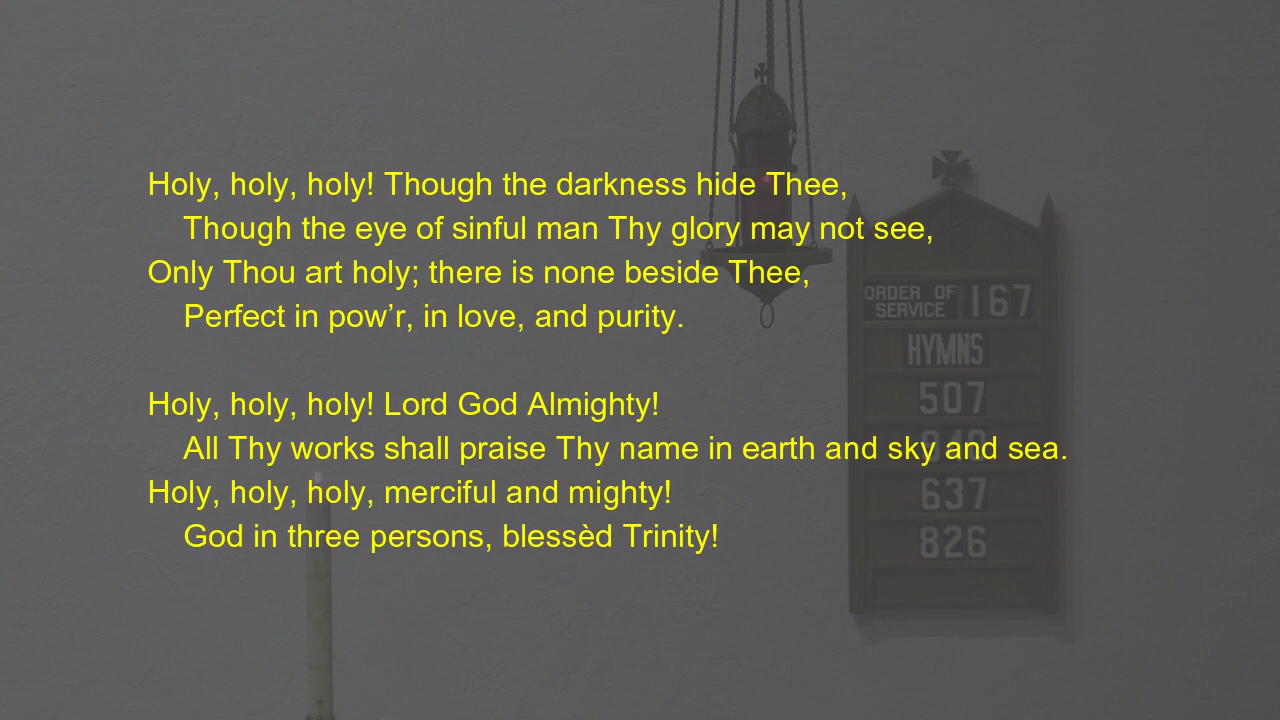 Holy, holy, holy! Though the darkness hide Thee,
Though the eye of sinful man Thy glory may not see,
Only Thou art holy; there is none beside Thee,
Perfect in pow’r, in love, and purity.
Holy, holy, holy! Lord God Almighty!
All Thy works shall praise Thy name in earth and sky and sea.
Holy, holy, holy, merciful and mighty!
God in three persons, blessèd Trinity!
ORDER OF SERVICE 167
HYMNS
507
637
826